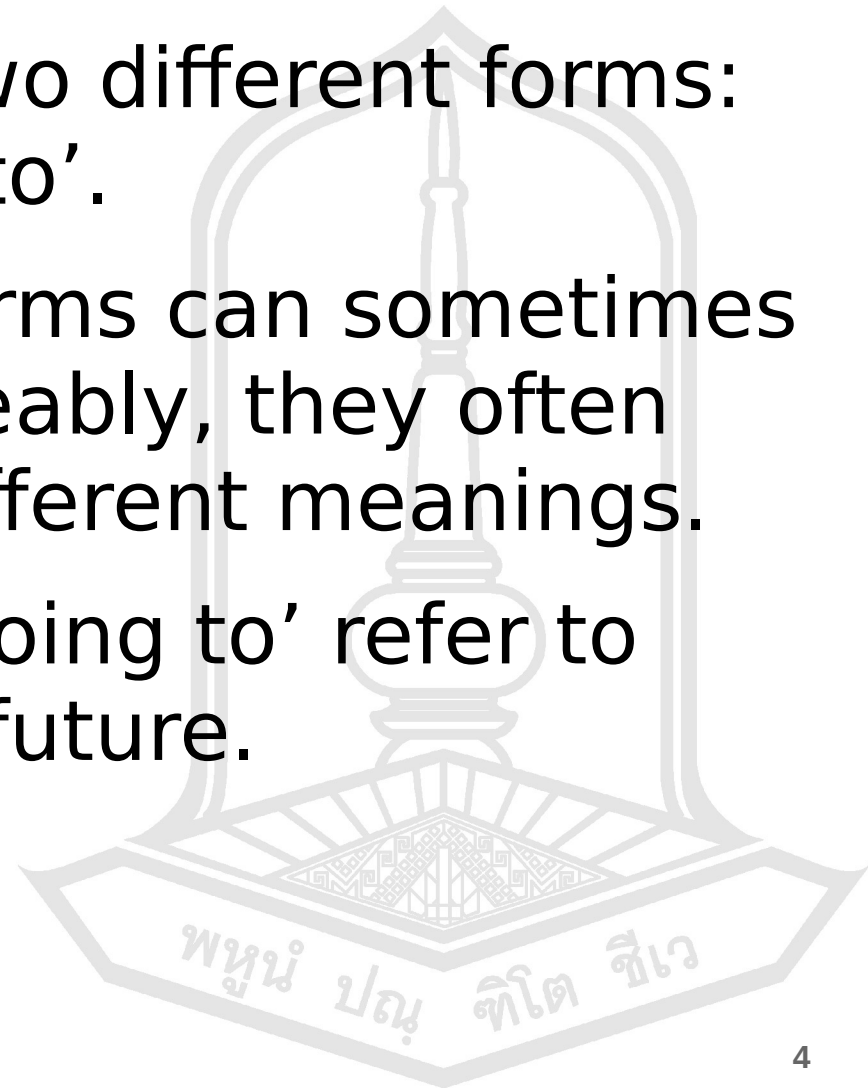 wo different forms:
to’.
rms can sometimes
eably, they often
fferent meanings.
oing to’ refer to
future.
พหูนํ ปณฺฑิโต ชีเว
4